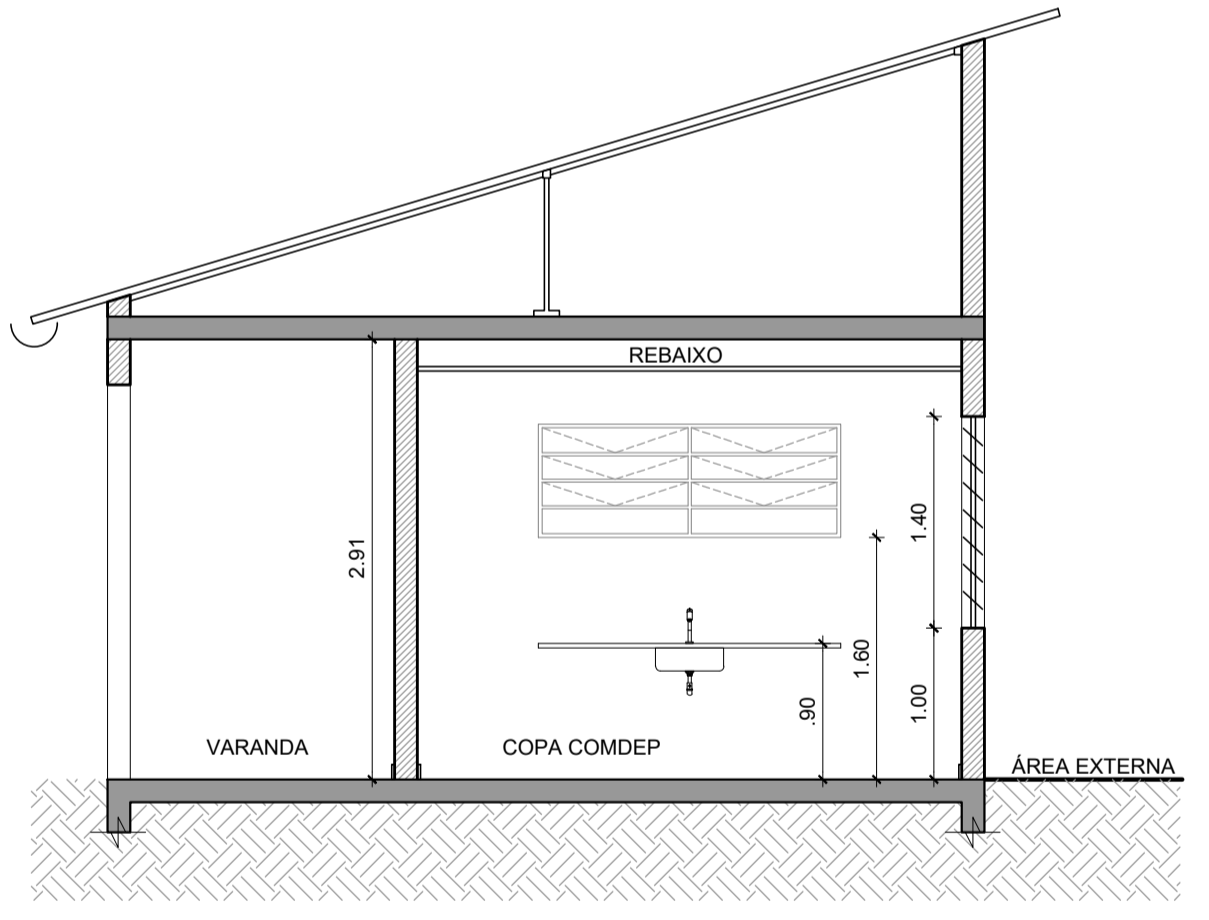 REBAIXO
2.91
1.40
1.60
.90
1.00
VARANDA
COPA COMDEP
ÁREA EXTERNA